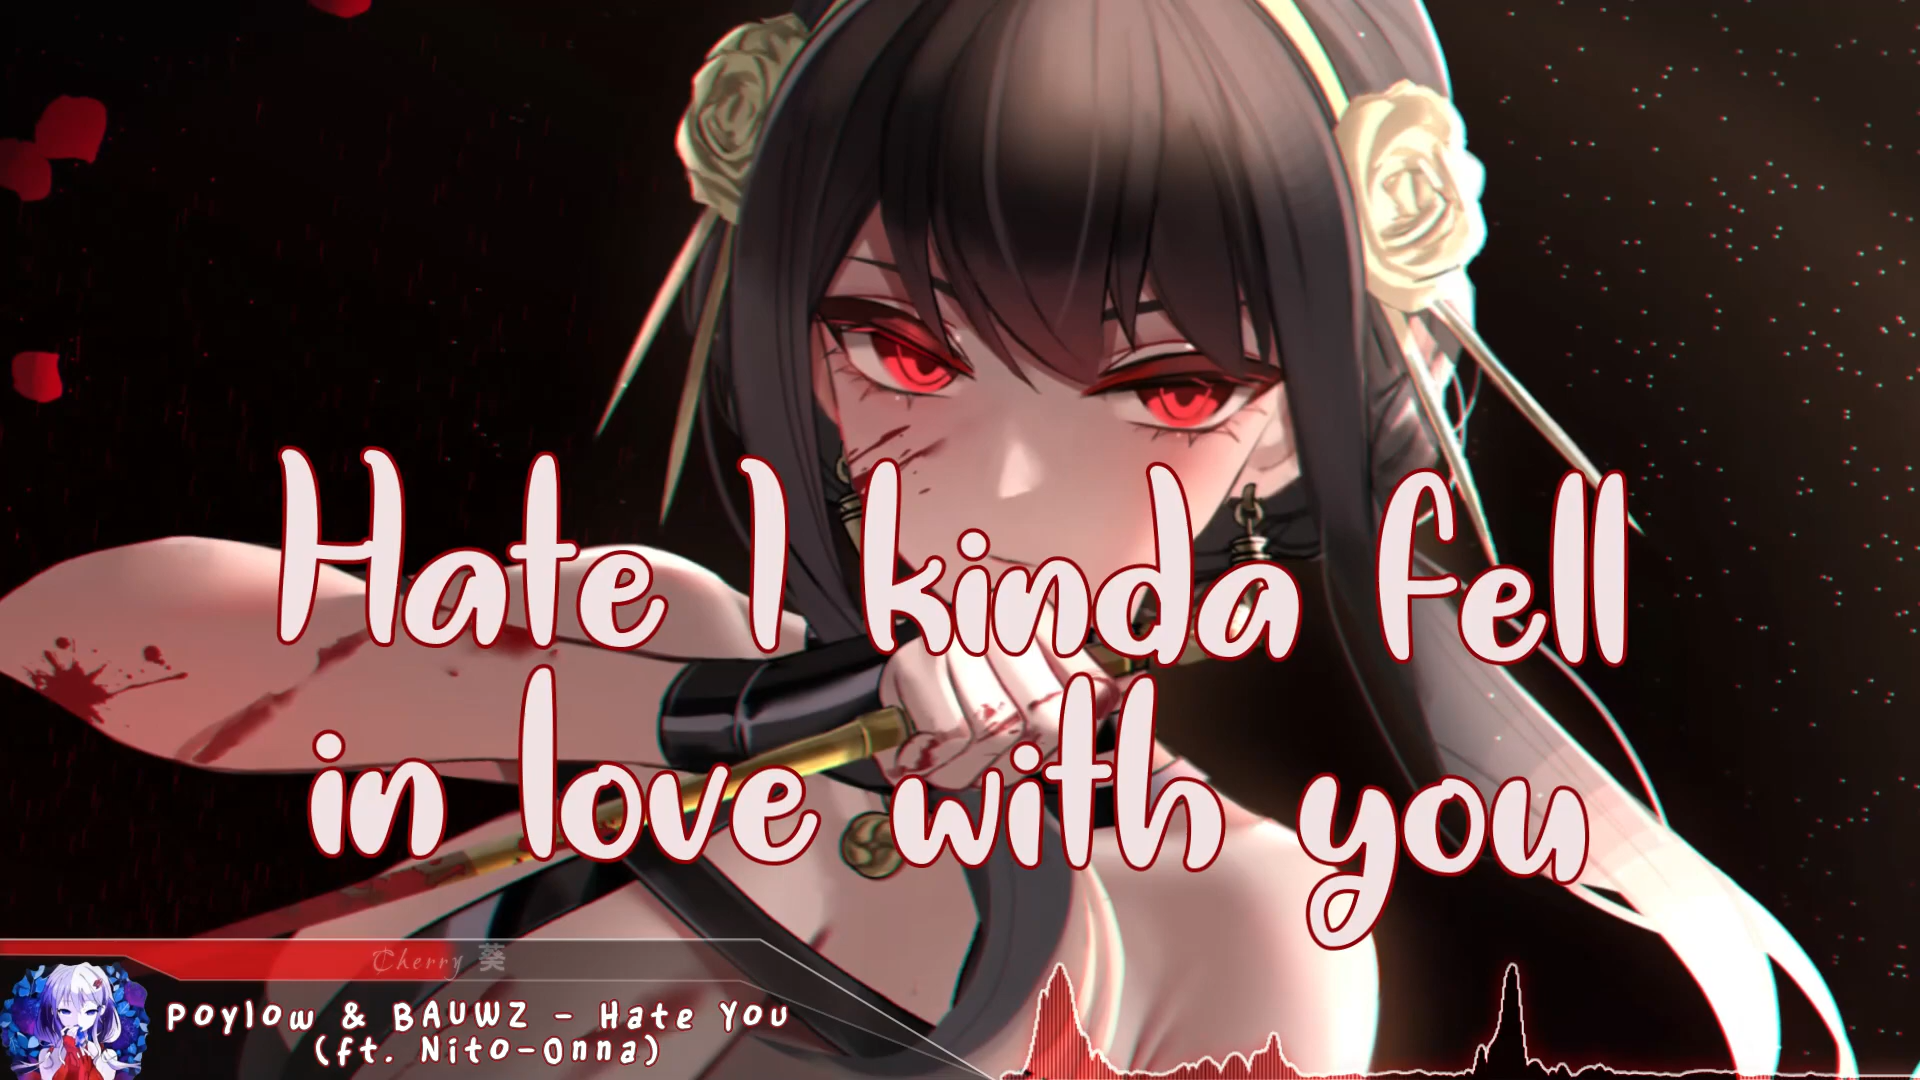 Hate I kinda fell
in love with you
Cherry 葵
Poylow & BAUWZ - Hate You
(ft. Nito-Onna)